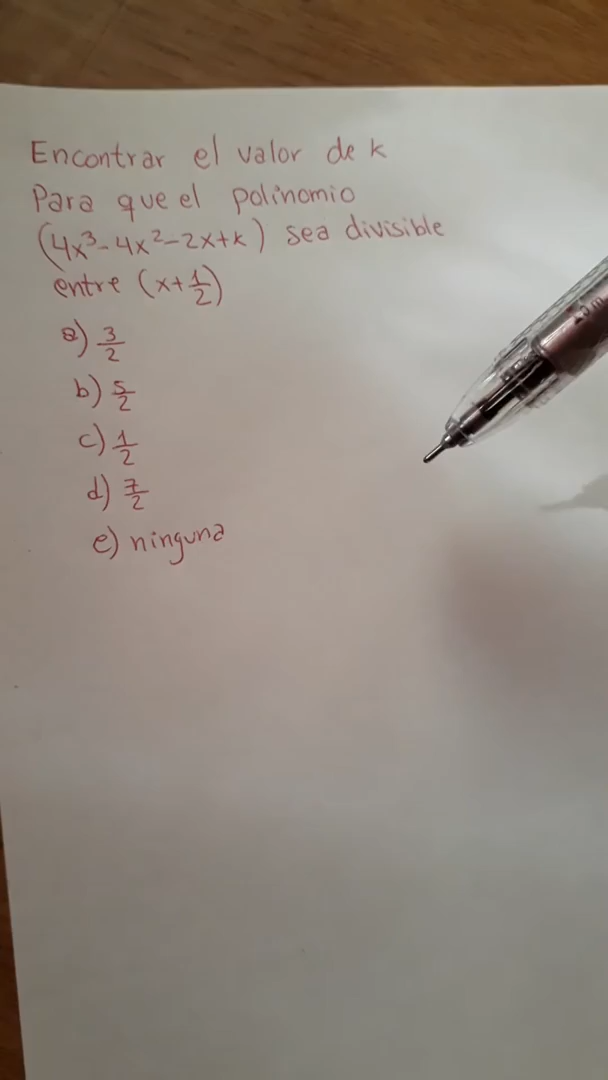 Encontrar el valor de k
Para que el polinomio
(4x³-4x²-2x+k) sea divisible
entre (x+1/2)
a) 3/2
b) 5/2
c) 1/2
d) 7/2
e) ninguna